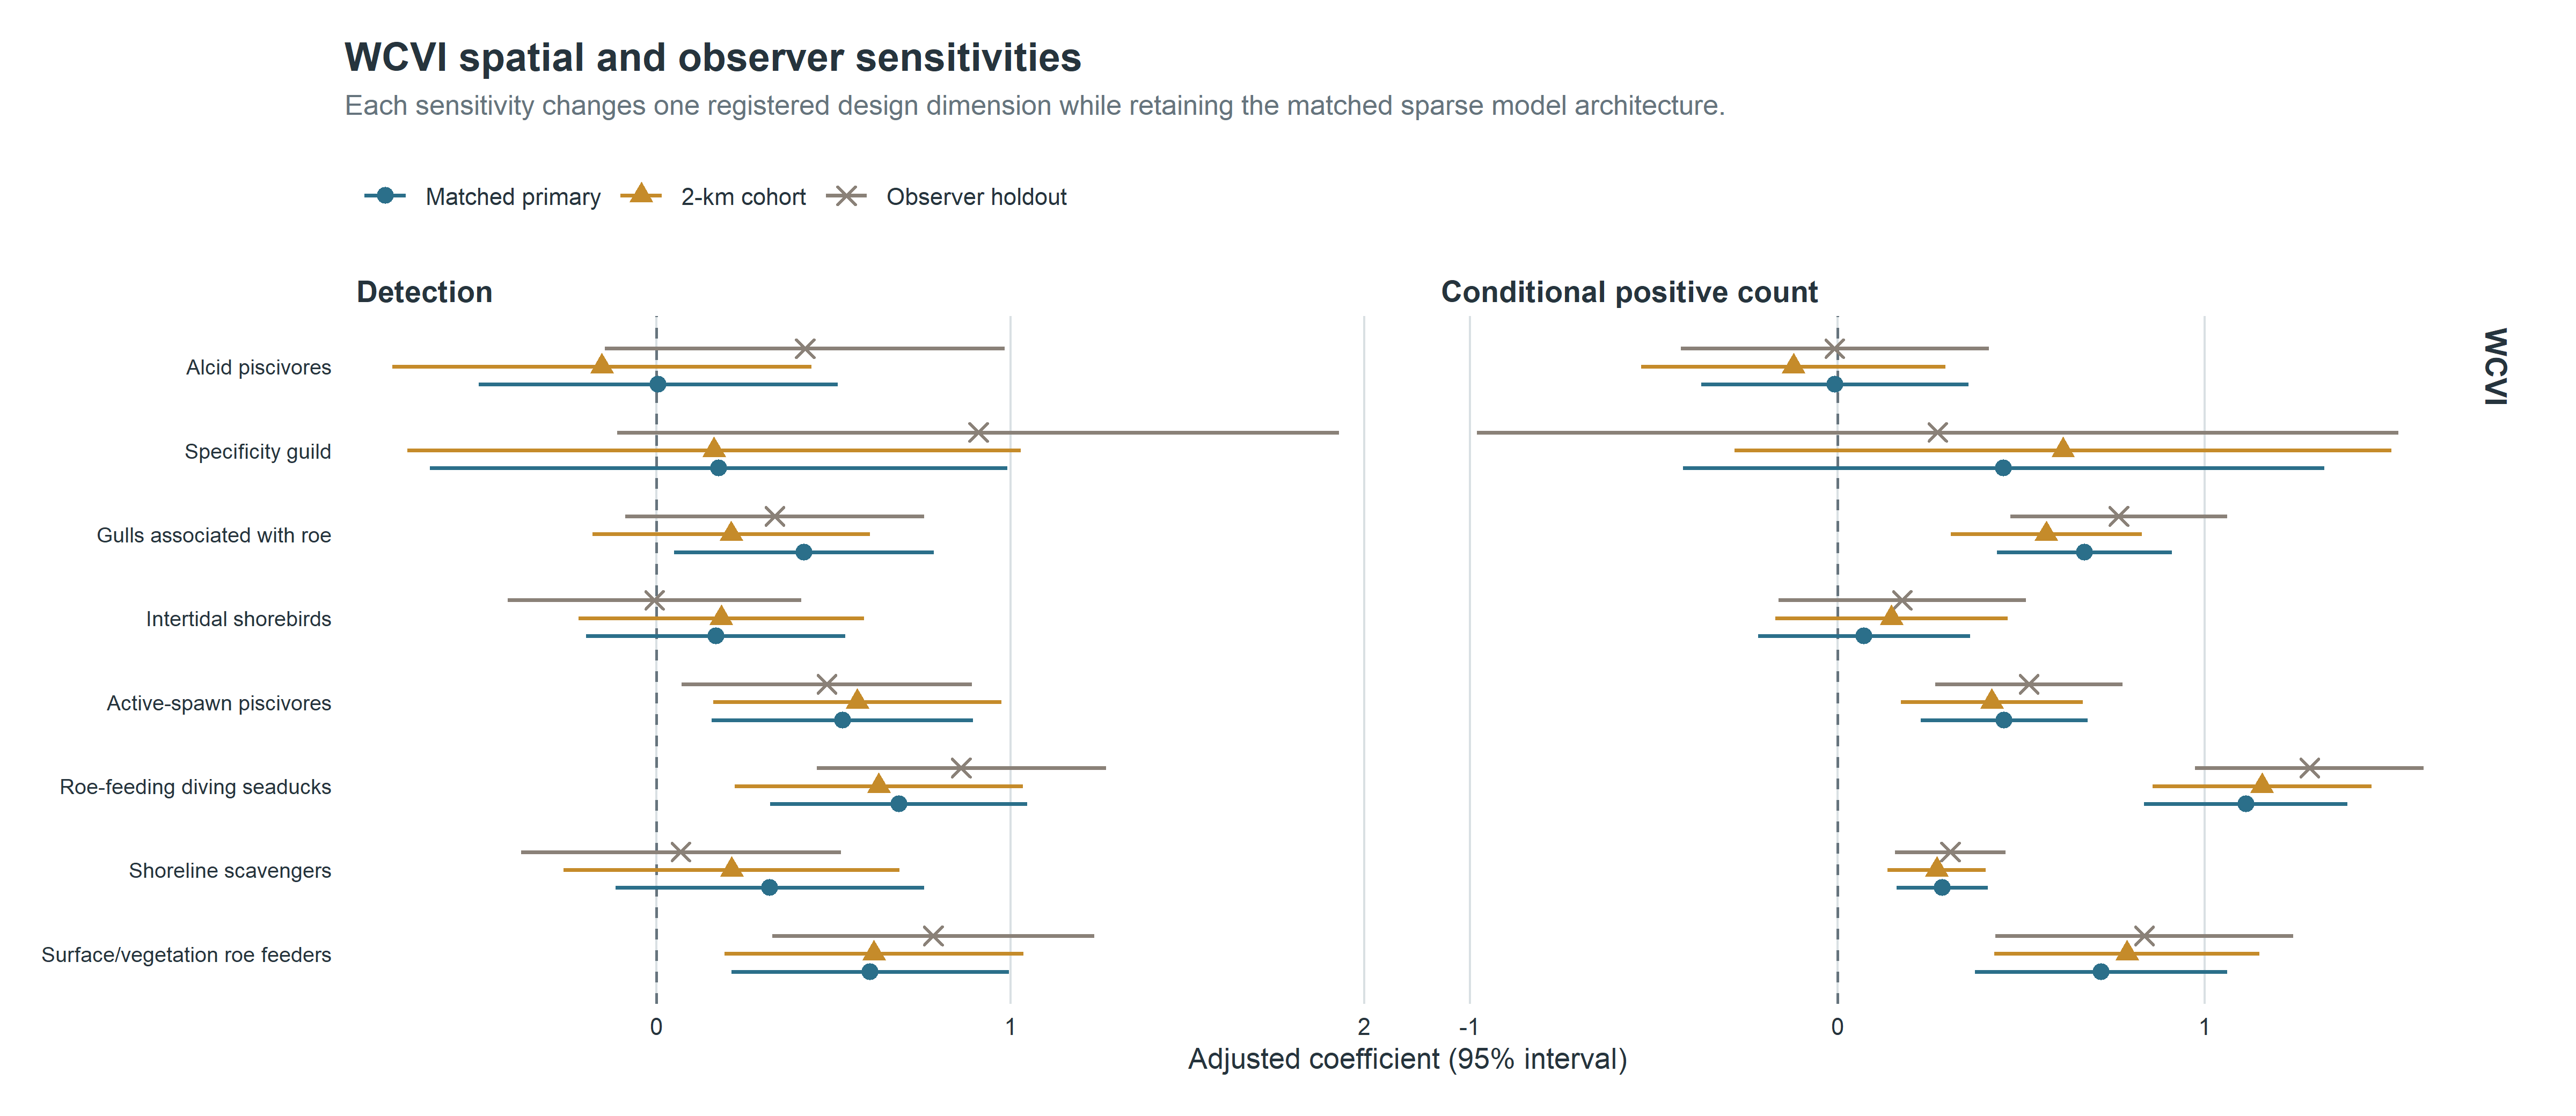 WCVI spatial and observer sensitivities
Each sensitivity changes one registered design dimension while retaining the matched sparse model architecture.
Matched primary 2-km cohort Observer holdout
Detection Conditional positive count
WCVI
Alcid piscivores
Specificity guild
Gulls associated with roe
Intertidal shorebirds
Active-spawn piscivores
Roe-feeding diving seaducks
Shoreline scavengers
Surface/vegetation roe feeders
0 1 2 -1 0 1
Adjusted coefficient (95% interval)